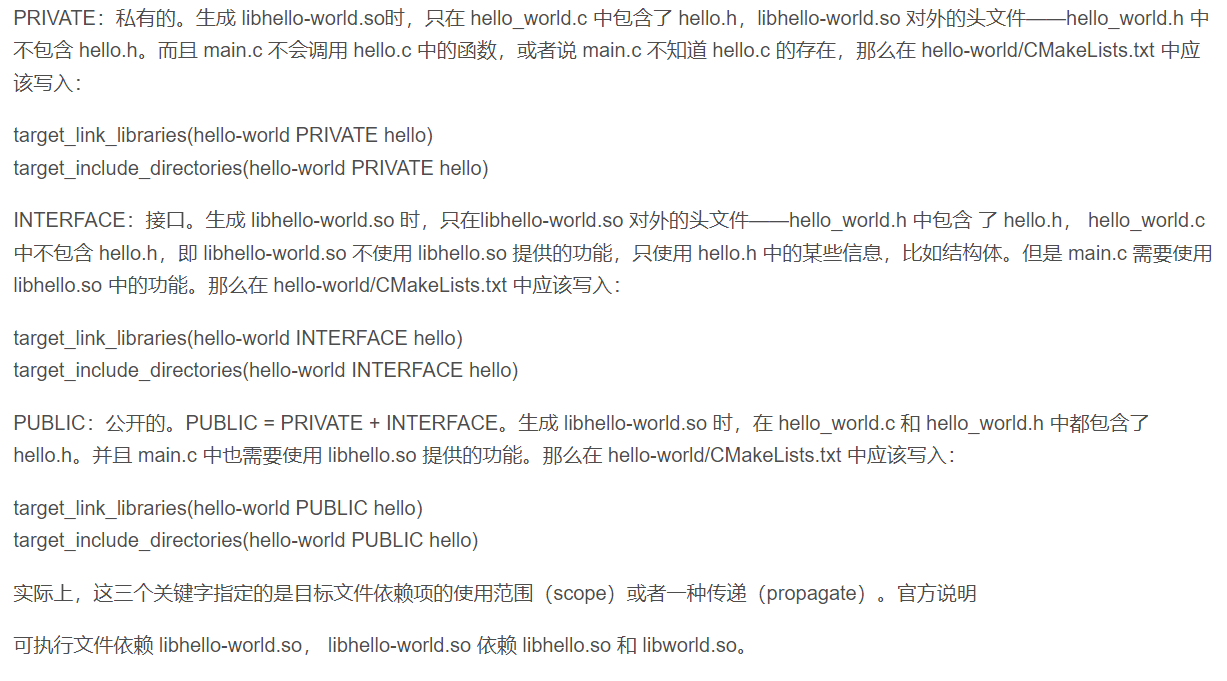 PRIVATE：私有的。生成 libhello-world.so时，只在 hello_world.c 中包含了 hello.h，libhello-world.so 对外的头文件——hello_world.h 中
不包含 hello.h。而且 main.c 不会调用 hello.c 中的函数，或者说 main.c 不知道 hello.c 的存在，那么在 hello-world/CMakeLists.txt 中应
该写入：
target_link_libraries(hello-world PRIVATE hello)
target_include_directories(hello-world PRIVATE hello)
INTERFACE：接口。生成 libhello-world.so 时，只在libhello-world.so 对外的头文件——hello_world.h 中包含 了 hello.h， hello_world.c
中不包含 hello.h，即 libhello-world.so 不使用 libhello.so 提供的功能，只使用 hello.h 中的某些信息，比如结构体。但是 main.c 需要使用
libhello.so 中的功能。那么在 hello-world/CMakeLists.txt 中应该写入：
target_link_libraries(hello-world INTERFACE hello)
target_include_directories(hello-world INTERFACE hello)
PUBLIC：公开的。PUBLIC = PRIVATE + INTERFACE。生成 libhello-world.so 时，在 hello_world.c 和 hello_world.h 中都包含了
hello.h。并且 main.c 中也需要使用 libhello.so 提供的功能。那么在 hello-world/CMakeLists.txt 中应该写入：
target_link_libraries(hello-world PUBLIC hello)
target_include_directories(hello-world PUBLIC hello)
实际上，这三个关键字指定的是目标文件依赖项的使用范围（scope）或者一种传递（propagate）。官方说明
可执行文件依赖 libhello-world.so， libhello-world.so 依赖 libhello.so 和 libworld.so。